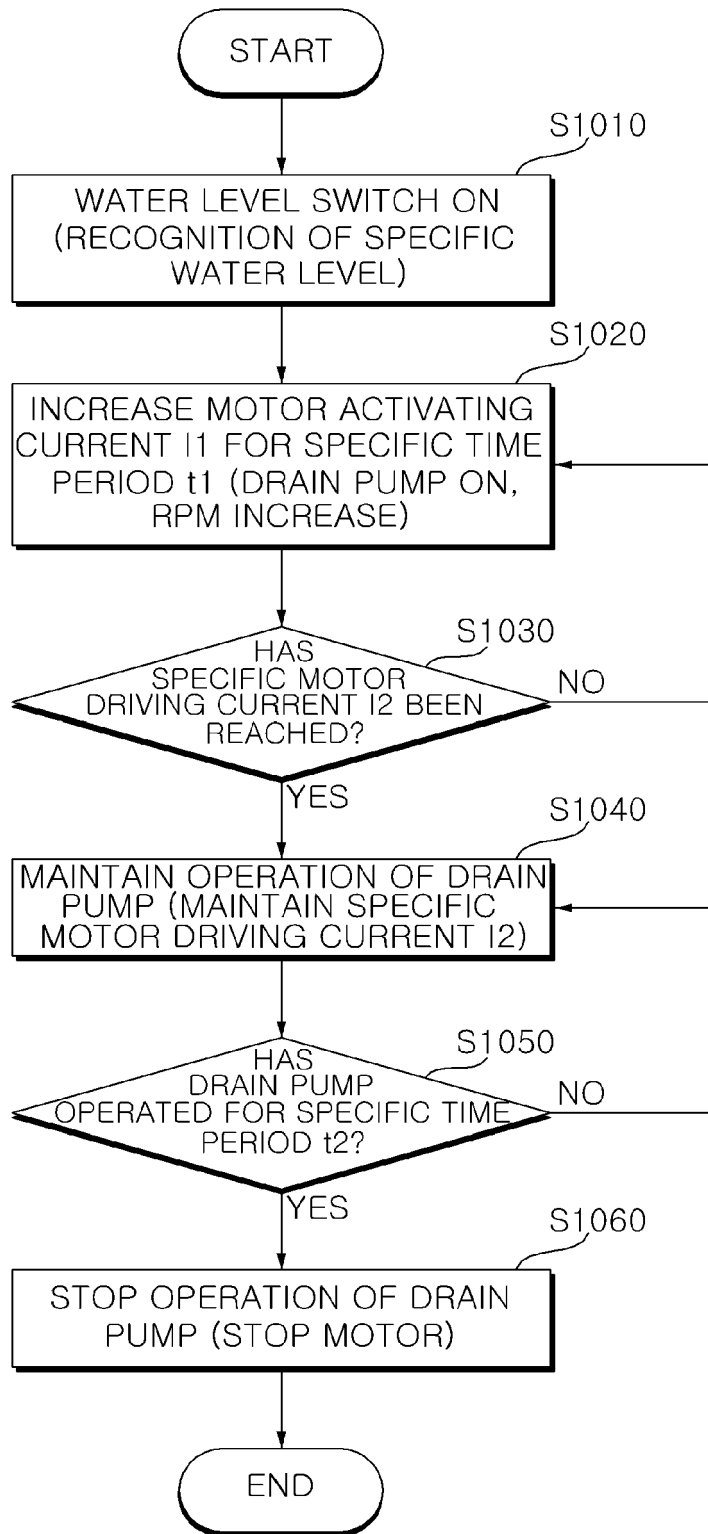 START
S1010
WATER LEVEL SWITCH ON
(RECOGNITION OF SPECIFIC
WATER LEVEL)
S1020
INCREASE MOTOR ACTIVATING
CURRENT I1 FOR SPECIFIC TIME
PERIOD t1 (DRAIN PUMP ON,
RPM INCREASE)
S1030
HAS
SPECIFIC MOTOR
DRIVING CURRENT I2 BEEN
REACHED?
NO
YES
S1040
MAINTAIN OPERATION OF DRAIN
PUMP (MAINTAIN SPECIFIC
MOTOR DRIVING CURRENT I2)
S1050
HAS
DRAIN PUMP
OPERATED FOR SPECIFIC TIME
PERIOD t2?
NO
YES
S1060
STOP OPERATION OF DRAIN
PUMP (STOP MOTOR)
END